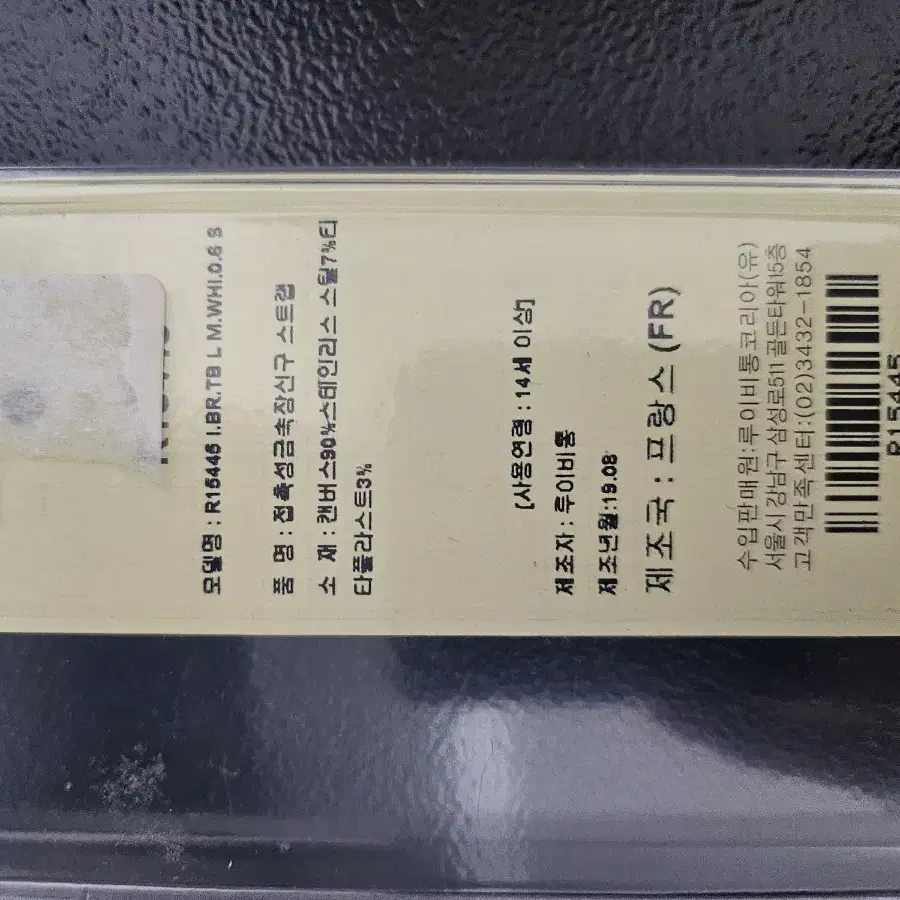 모델명 : R15445 I.BR.TB L M.WHI.0.6 S
품 명 : 접촉성금속장신구 스트랩
소 재 : 캔버스90%스테인리스 스틸7%티
타플라스트3%
[사용연령 : 14세 이상]
제조자 : 루이비통
제조년월:19.08
제조국 : 프랑스 (FR)
수입판매원:루이비통코리아(유)
서울시 강남구 삼성로511 골든타워15층
고객만족센터:(02)3432-1854
R15445